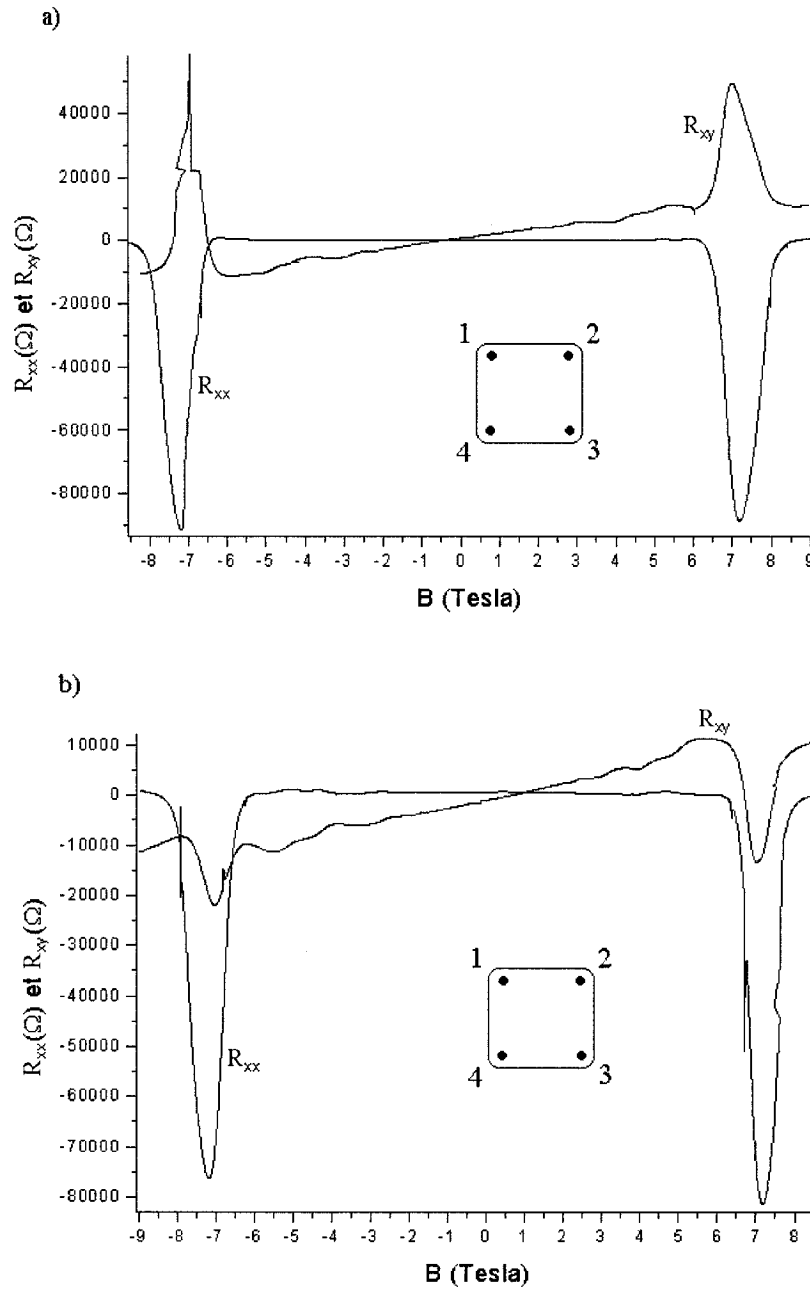 a)
R_xx(Ω) et R_xy(Ω)
40000
20000
0
-20000
-40000
-60000
-80000
R_xy
R_xx
1 2
4 3
-8 -7 -6 -5 -4 -3 -2 -1 0 1 2 3 4 5 6 7 8 9
B (Tesla)
b)
R_xx(Ω) et R_xy(Ω)
10000
0
-10000
-20000
-30000
-40000
-50000
-60000
-70000
-80000
R_xy
R_xx
1 2
4 3
-9 -8 -7 -6 -5 -4 -3 -2 -1 0 1 2 3 4 5 6 7 8
B (Tesla)